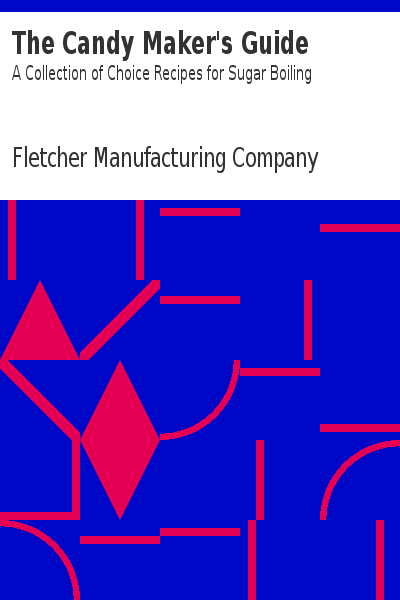 The Candy Maker's Guide
A Collection of Choice Recipes for Sugar Boiling
Fletcher Manufacturing Company